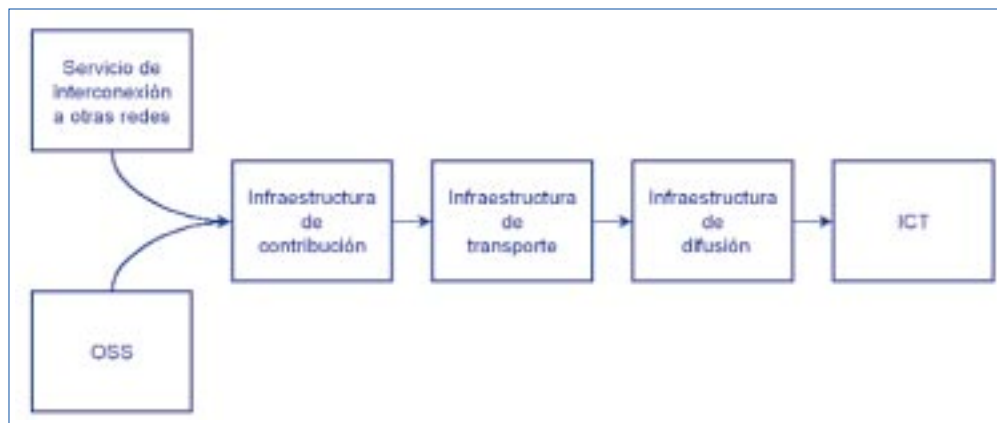 Servicio de
interconexión
a otras redes
Infraestructura
de
contribución
Infraestructura
de
transporte
Infraestructura
de
difusión
ICT
OSS